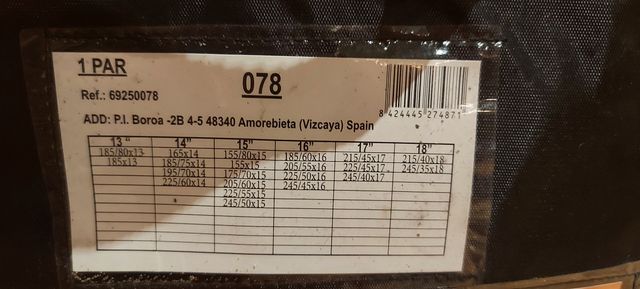 1 PAR
078
Ref.: 69250078
8 424445 274871
ADD: P.I. Boroa -2B 4-5 48340 Amorebieta (Vizcaya) Spain
13" 14" 15" 16" 17" 18"
185/80x13 165x14 155/80x15 185/60x16 215/45x17 215/40x18
185x13 185/75x14 155x15 205/55x16 225/45x17 245/35x18
195/70x14 175/70x15 225/50x16 245/40x17
225/60x14 205/60x15 245/45x16
225/55x15
245/50x15